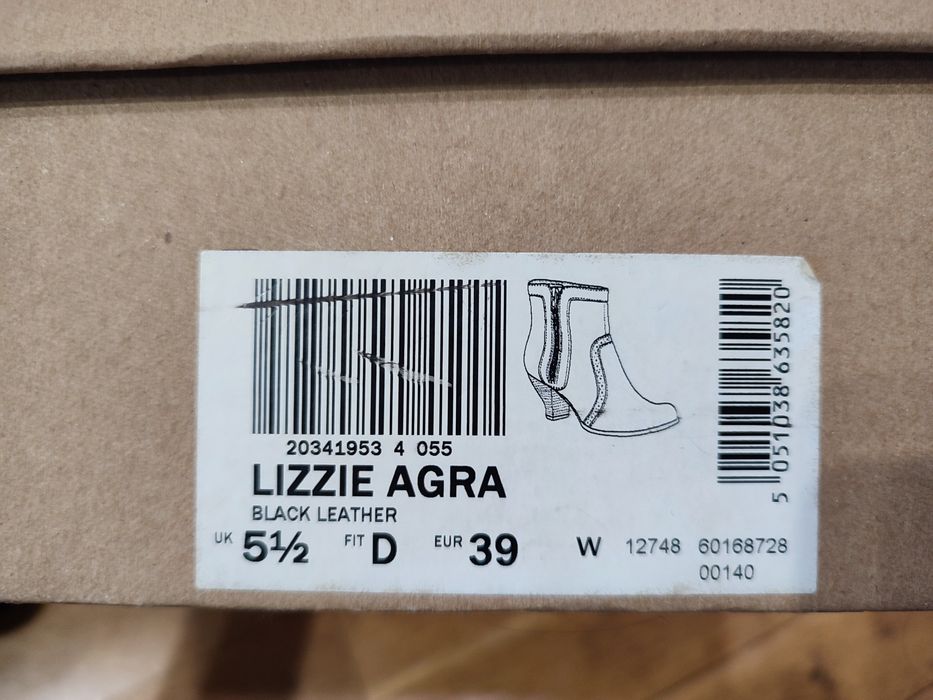 20341953 4 055
LIZZIE AGRA
BLACK LEATHER
UK 5½ FIT D EUR 39 W 12748 60168728
00140
5 051038 635820